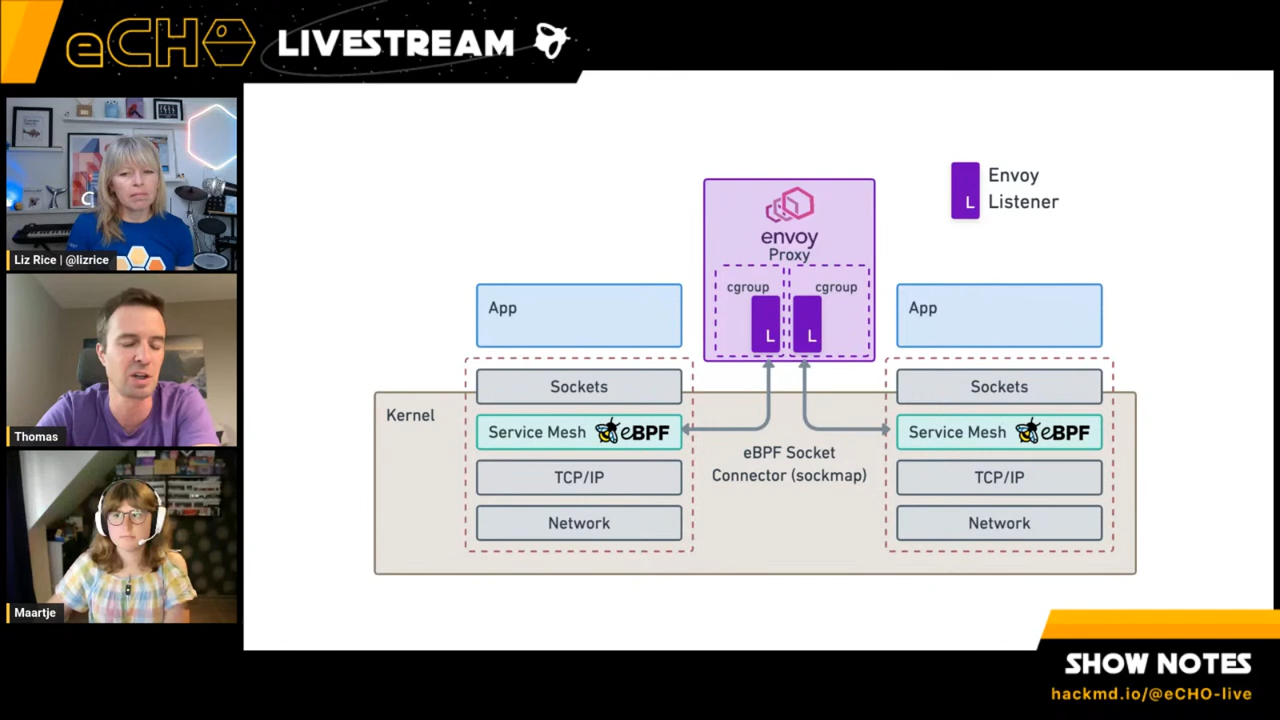 eCHO LIVESTREAM
Liz Rice | @lizrice
Thomas
Maartje
Envoy
Listener
L
envoy
Proxy
cgroup
cgroup
L
L
App
App
Kernel
Sockets
Service Mesh eBPF
TCP/IP
Network
eBPF Socket
Connector (sockmap)
Sockets
Service Mesh eBPF
TCP/IP
Network
SHOW NOTES
hackmd.io/@eCHO-live